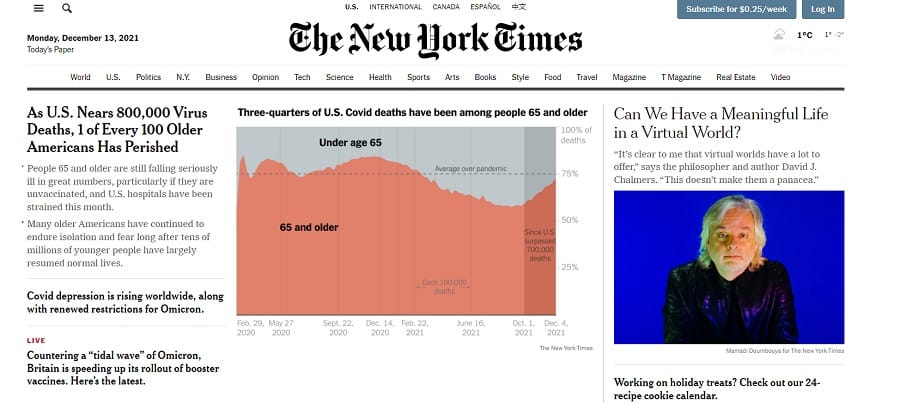 U.S. INTERNATIONAL CANADA ESPAÑOL 中文
Subscribe for $0.25/week
Log In
Monday, December 13, 2021
Today's Paper
The New York Times
1°C 1° -2°
World U.S. Politics N.Y. Business Opinion Tech Science Health Sports Arts Books Style Food Travel Magazine T Magazine Real Estate Video
As U.S. Nears 800,000 Virus
Deaths, 1 of Every 100 Older
Americans Has Perished
People 65 and older are still falling seriously
ill in great numbers, particularly if they are
unvaccinated, and U.S. hospitals have been
strained this month.
Many older Americans have continued to
endure isolation and fear long after tens of
millions of younger people have largely
resumed normal lives.
Covid depression is rising worldwide, along
with renewed restrictions for Omicron.
LIVE
Countering a “tidal wave” of Omicron,
Britain is speeding up its rollout of booster
vaccines. Here’s the latest.
Three-quarters of U.S. Covid deaths have been among people 65 and older
100% of
deaths
Under age 65
Average over pandemic
75%
50%
65 and older
Since U.S.
surpassed
700,000
deaths
25%
Each 100,000
deaths
Feb. 29, May 27 Sept. 22, Dec. 14, Feb. 22, June 16, Oct. 1, Dec. 4,
2020 2020 2020 2020 2021 2021 2021 2021
The New York Times
Can We Have a Meaningful Life
in a Virtual World?
“It’s clear to me that virtual worlds have a lot to
offer,” says the philosopher and author David J.
Chalmers. “This doesn’t make them a panacea.”
Mamadi Doumbouya for The New York Times
Working on holiday treats? Check out our 24-
recipe cookie calendar.